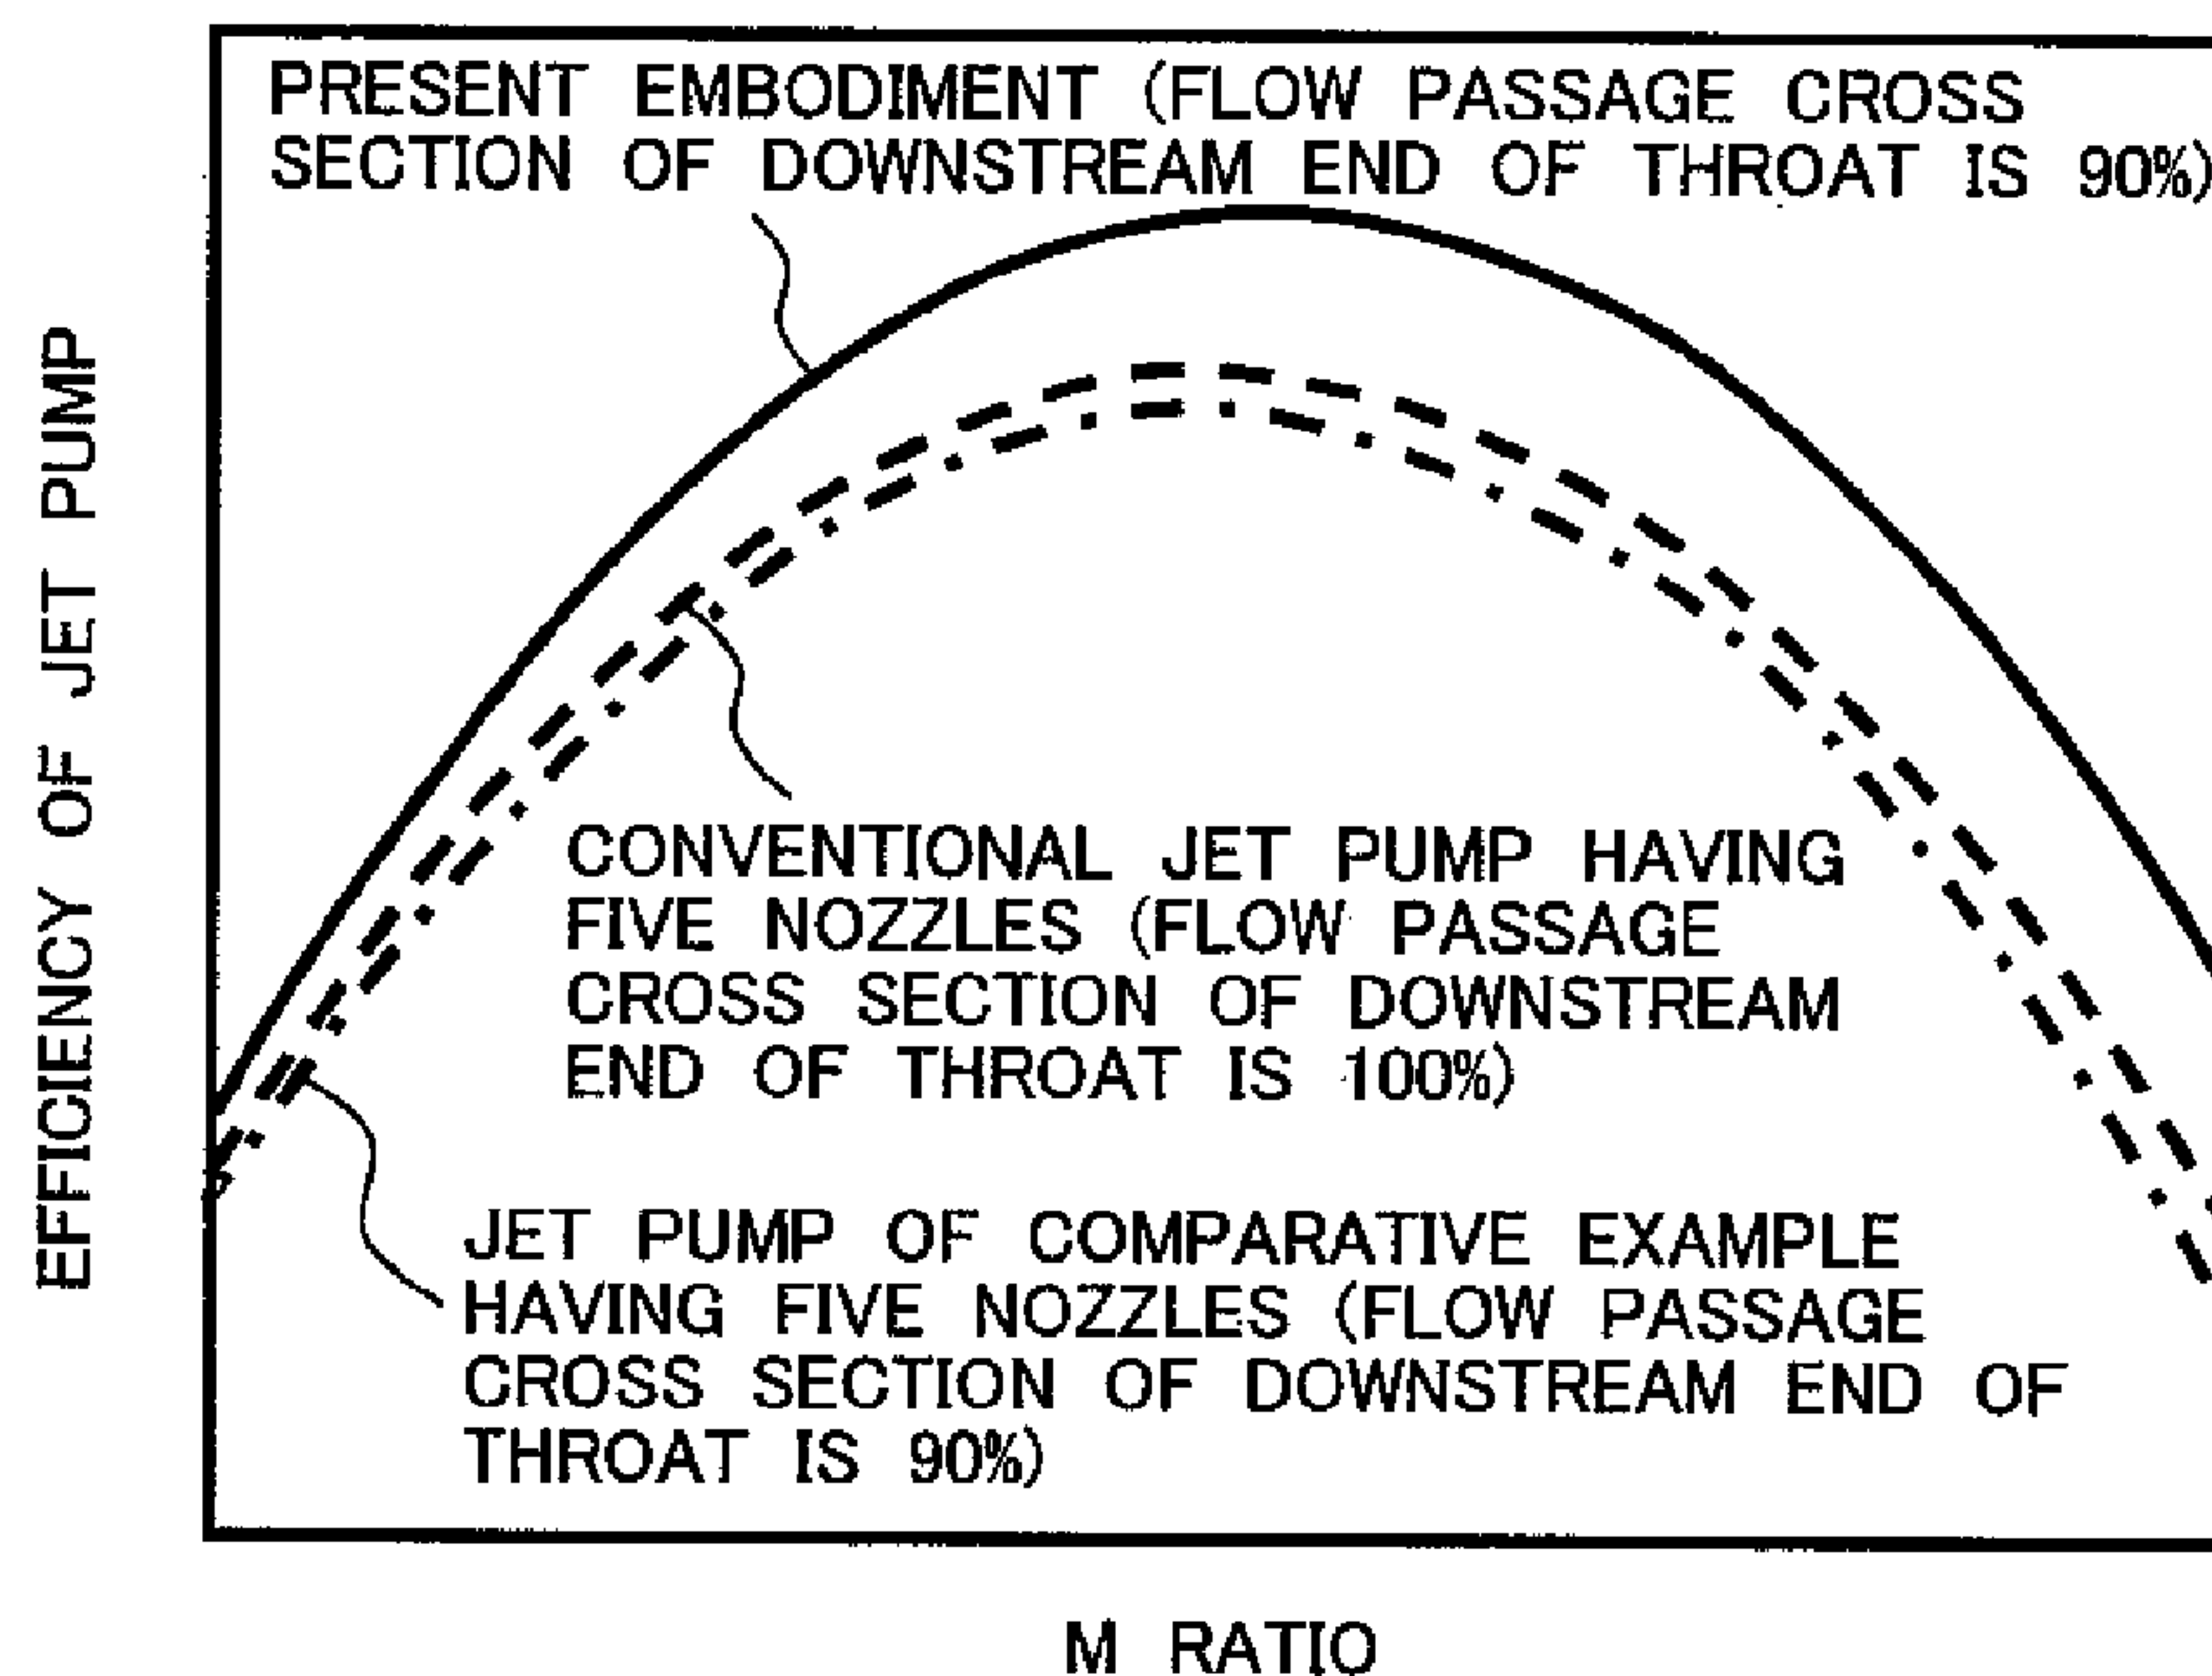 PRESENT EMBODIMENT (FLOW PASSAGE CROSS
SECTION OF DOWNSTREAM END OF THROAT IS 90%)
EFFICIENCY OF JET PUMP
CONVENTIONAL JET PUMP HAVING
FIVE NOZZLES (FLOW PASSAGE
CROSS SECTION OF DOWNSTREAM
END OF THROAT IS 100%)
JET PUMP OF COMPARATIVE EXAMPLE
HAVING FIVE NOZZLES (FLOW PASSAGE
CROSS SECTION OF DOWNSTREAM END OF
THROAT IS 90%)
M RATIO